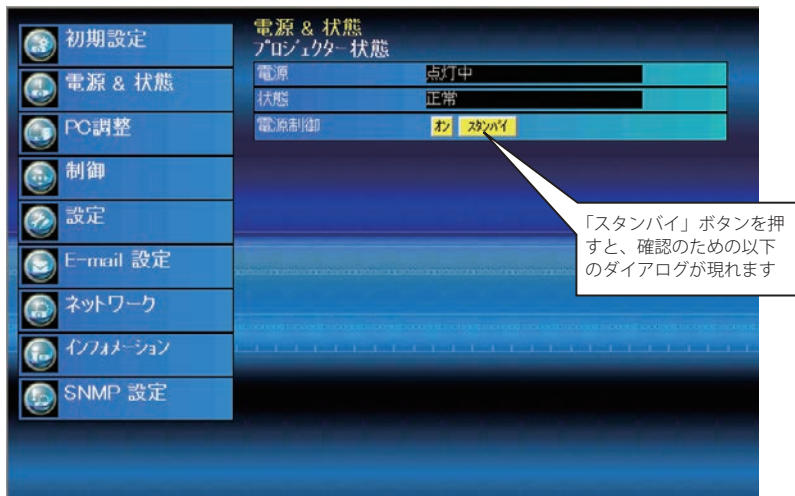 初期設定
電源 & 状態
PC調整
制御
設定
E-mail 設定
ネットワーク
インフォメーション
SNMP 設定
電源 & 状態
プロジェクター状態
電源 点灯中
状態 正常
電源制御 オン スタンバイ
「スタンバイ」ボタンを押
すと、確認のための以下
のダイアログが現れます